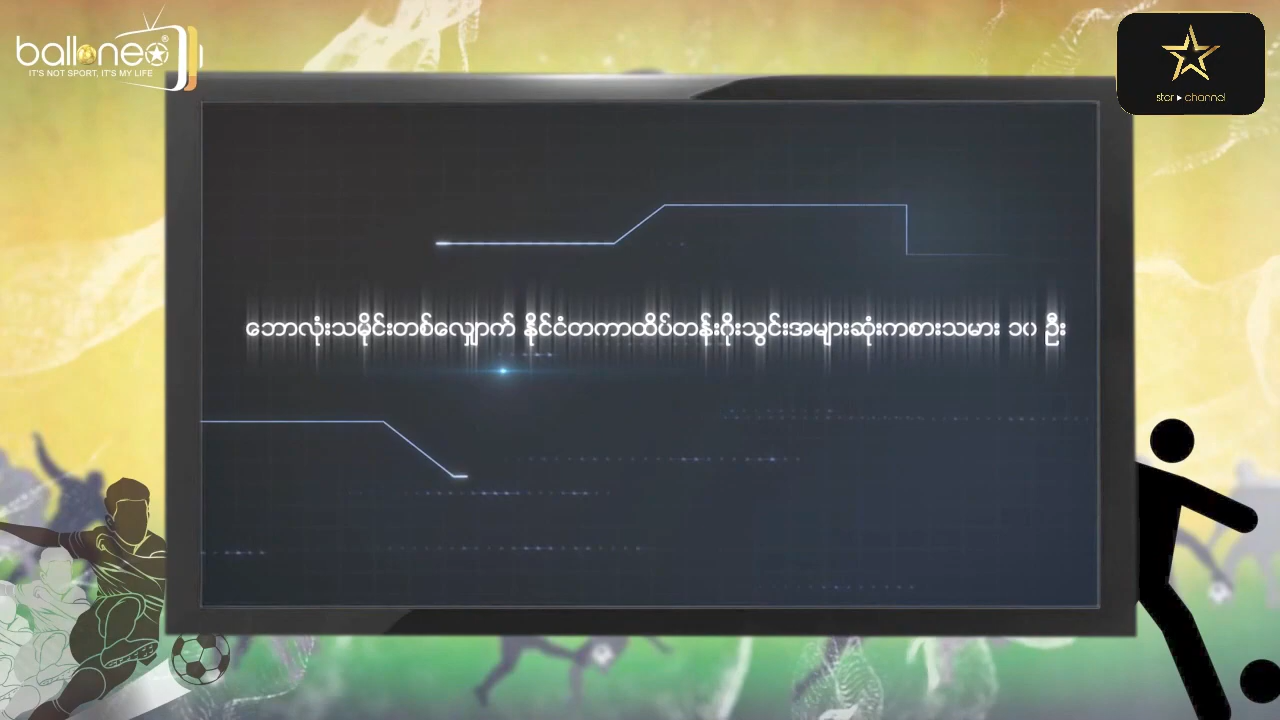 ballone
IT'S NOT SPORT, IT'S MY LIFE
star channel
ဘောလုံးသမိုင်းတစ်လျှောက် နိုင်ငံတကာထိပ်တန်းဂိုးသွင်းအများဆုံးကစားသမား ၁၀ ဦး